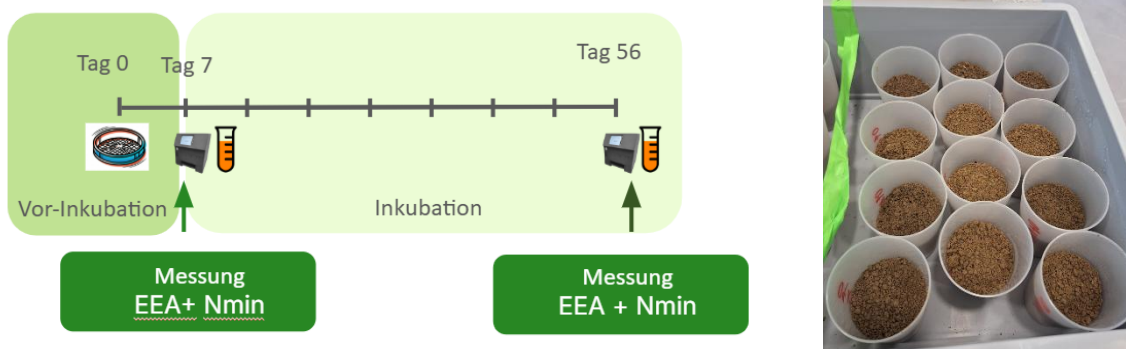 Tag 0
Tag 7
Tag 56
Vor-Inkubation
Inkubation
Messung
EEA+ Nmin
Messung
EEA + Nmin